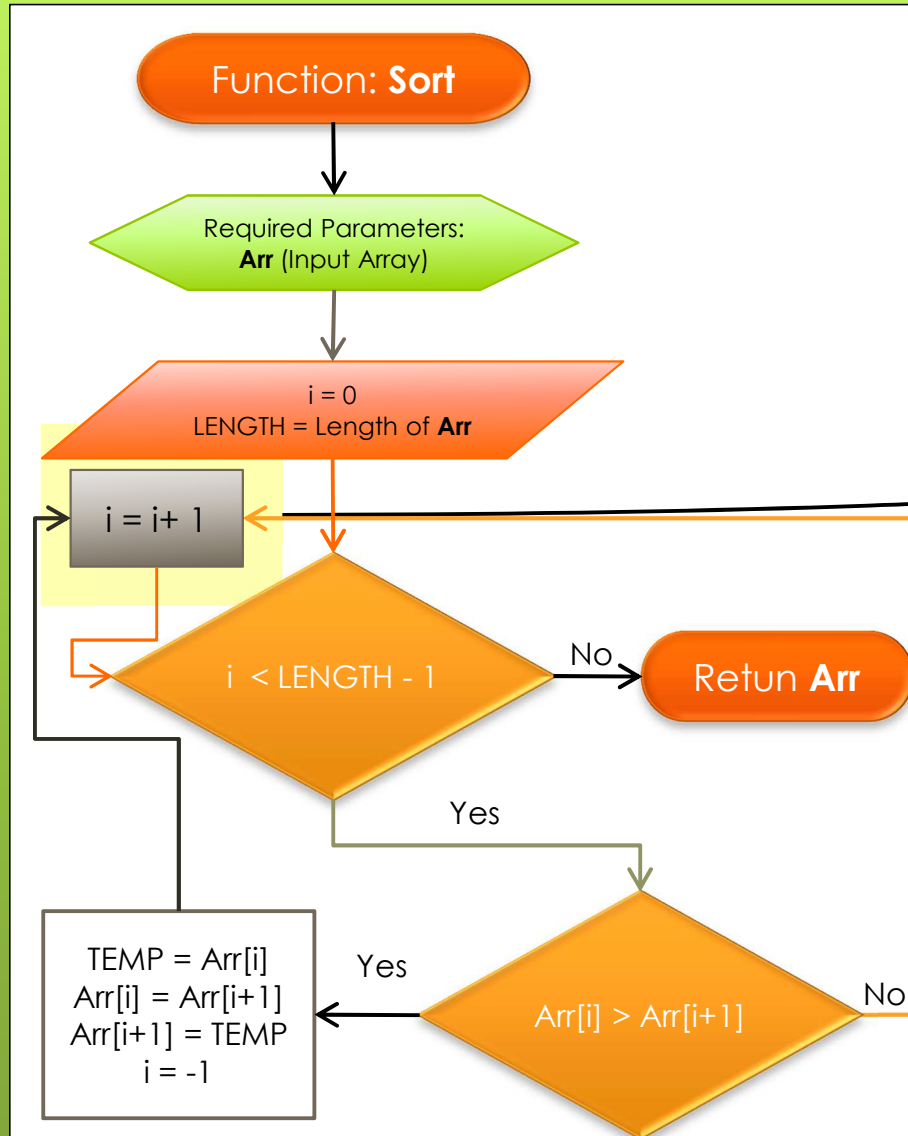 Function: Sort
Required Parameters:
Arr (Input Array)
i = 0
LENGTH = Length of Arr
i = i+ 1
i < LENGTH - 1
No
Retun Arr
Yes
TEMP = Arr[i]
Arr[i] = Arr[i+1]
Arr[i+1] = TEMP
i = -1
Yes
Arr[i] > Arr[i+1]
No